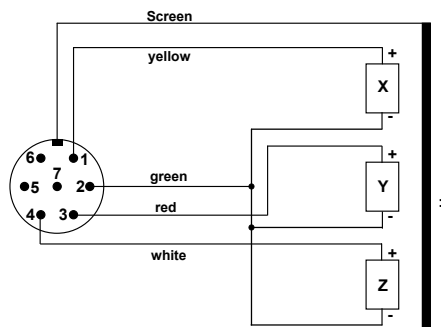 Screen
yellow
+
X
-
6
1
7
5
2
green
+
Y
-
4
3
red
white
+
Z
-
: